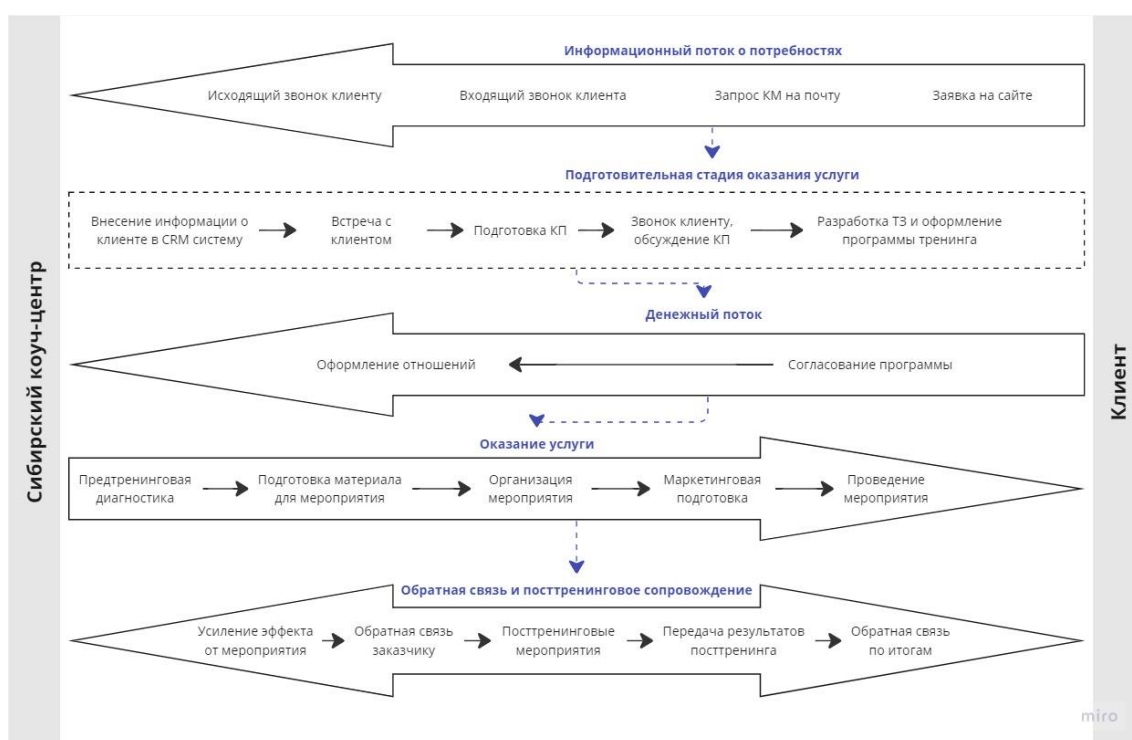 Информационный поток о потребностях
Исходящий звонок клиенту
Входящий звонок клиента
Запрос КМ на почту
Заявка на сайте
Подготовительная стадия оказания услуги
Внесение информации о
клиенте в CRM систему
Встреча с
клиентом
Подготовка КП
Звонок клиенту,
обсуждение КП
Разработка ТЗ и оформление
программы тренинга
Сибирский коуч-центр
Клиент
Денежный поток
Оформление отношений
Согласование программы
Оказание услуги
Предтренинговая
диагностика
Подготовка материала
для мероприятия
Организация
мероприятия
Маркетинговая
подготовка
Проведение
мероприятия
Обратная связь и посттренинговое сопровождение
Усиление эффекта
от мероприятия
Обратная связь
заказчику
Посттренинговые
мероприятия
Передача результатов
посттренинга
Обратная связь
по итогам
miro